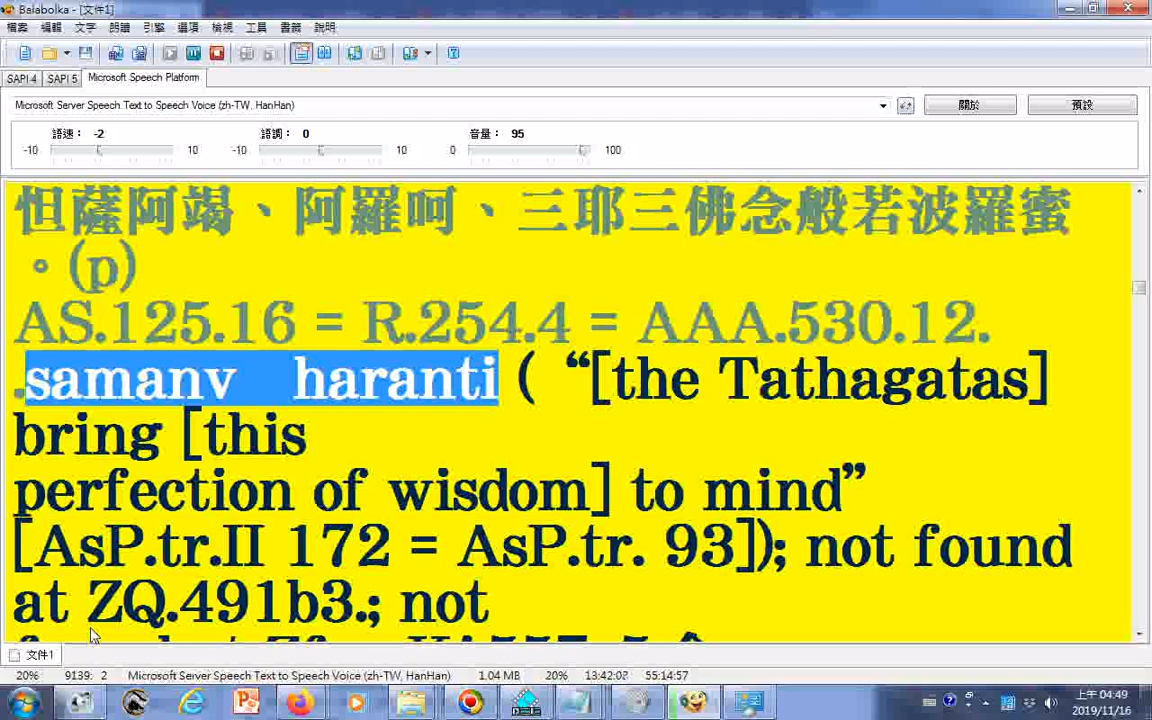 Balabolka - [文件1]
檔案 編輯 文字 朗讀 引擎 選項 檢視 工具 書籤 說明
SAPI 4 SAPI 5 Microsoft Speech Platform
Microsoft Server Speech Text to Speech Voice (zh-TW, HanHan) 關於 預設
語速: -2 語調: 0 音量: 95
-10 10 -10 10 0 100
怛薩阿竭、阿羅呵、三耶三佛念般若波羅蜜
。(p)
AS.125.16 = R.254.4 = AAA.530.12.
.samanv haranti ( “[the Tathagatas]
bring [this
perfection of wisdom] to mind”
[AsP.tr.II 172 = AsP.tr. 93]); not found
at ZQ.491b3.; not
文件1
20% 9139: 2 Microsoft Server Speech Text to Speech Voice (zh-TW, HanHan) 1.04 MB 20% 13:42:02 55:14:57
上午 04:49
2019/11/16